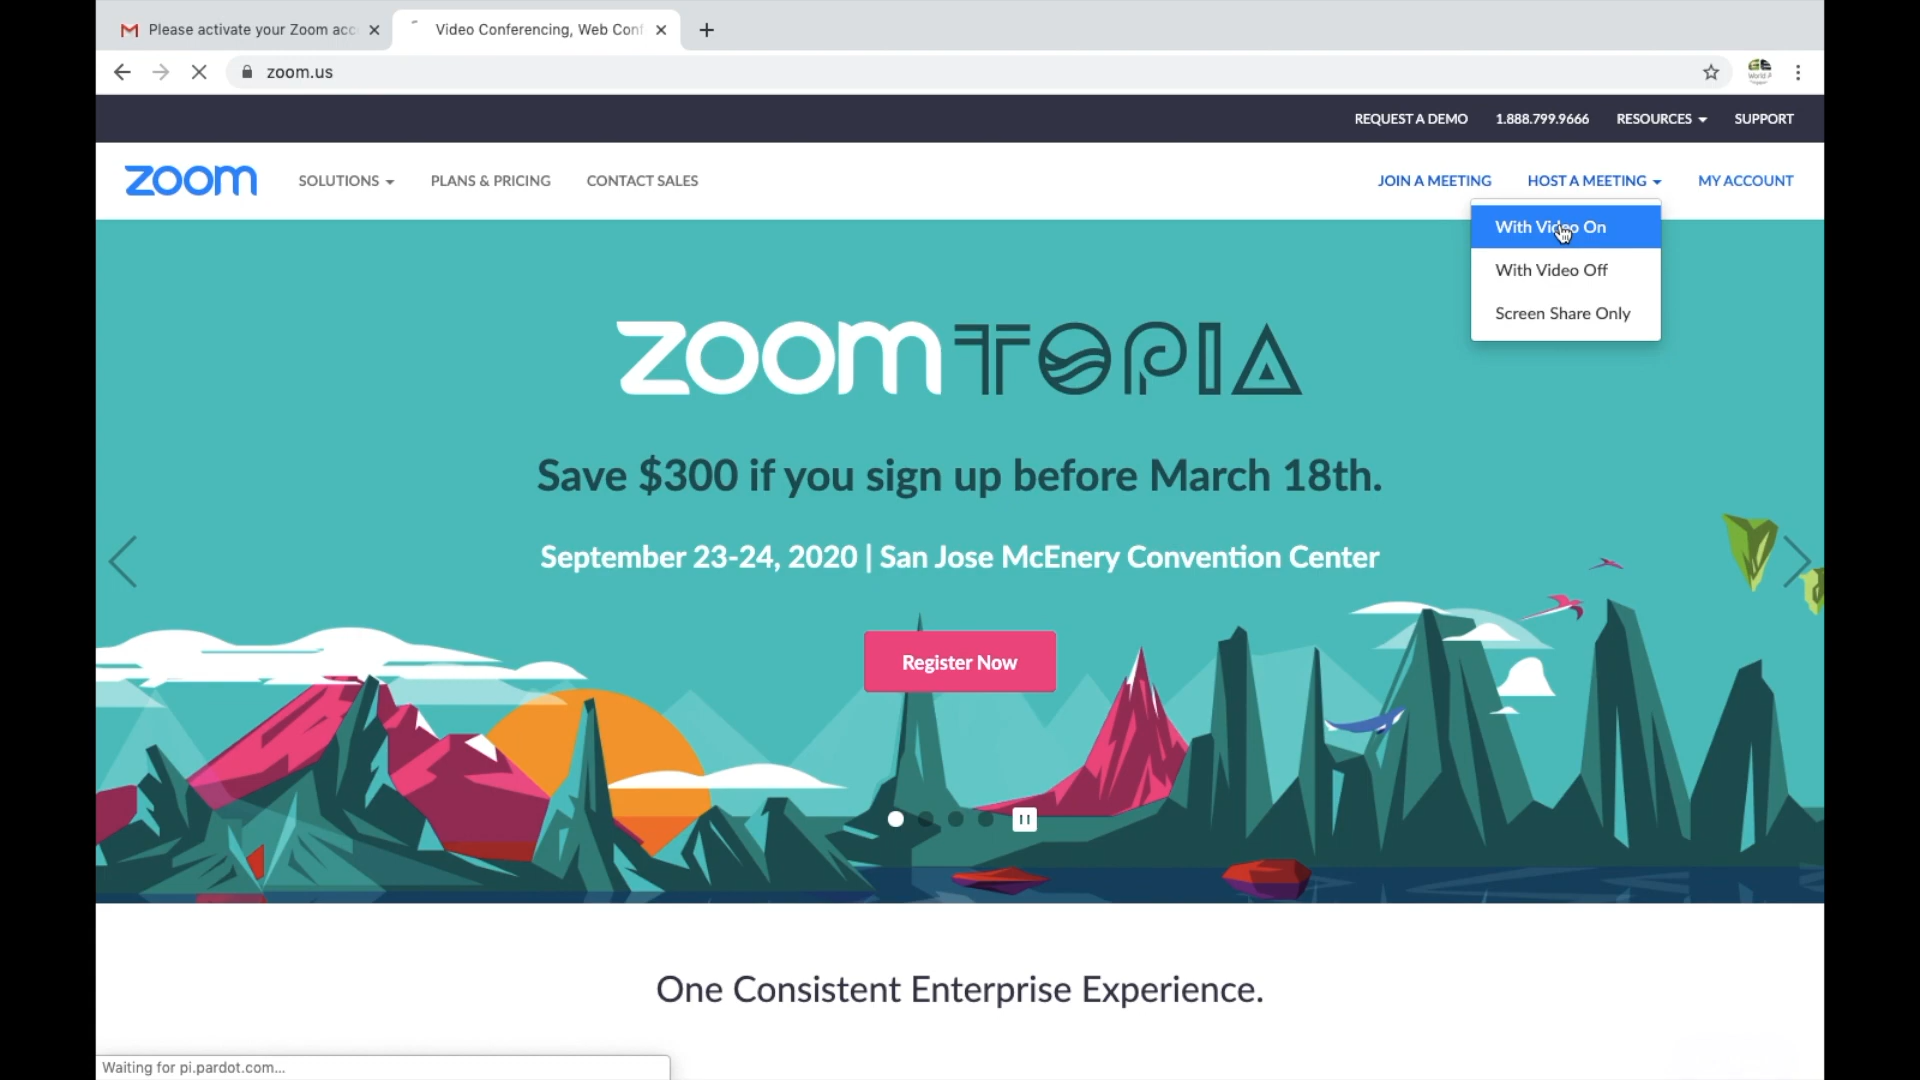 Please activate your Zoom acc
Video Conferencing, Web Conf
zoom.us
REQUEST A DEMO 1.888.799.9666 RESOURCES SUPPORT
zoom SOLUTIONS PLANS & PRICING CONTACT SALES JOIN A MEETING HOST A MEETING MY ACCOUNT
With Video On
With Video Off
Screen Share Only
zoomTOPIA
Save $300 if you sign up before March 18th.
September 23-24, 2020 | San Jose McEnery Convention Center
Register Now
One Consistent Enterprise Experience.
Waiting for pi.pardot.com...